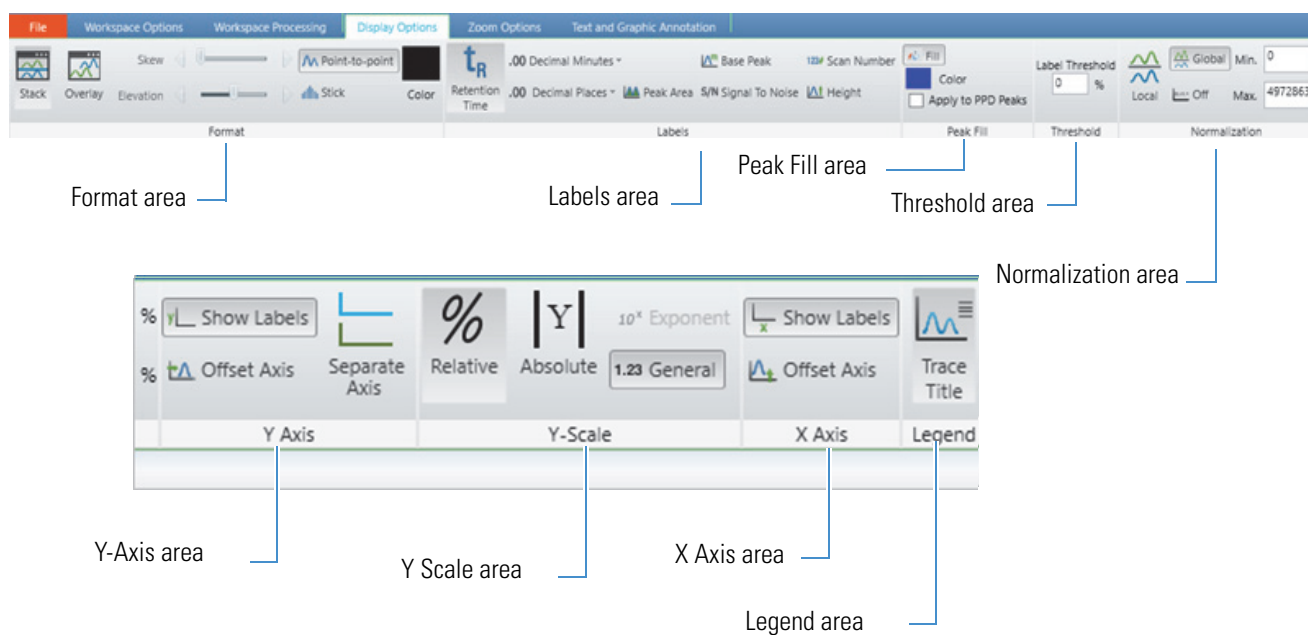 File Workspace Options Workspace Processing Display Options Zoom Options Text and Graphic Annotation
Skew Point-to-point .00 Decimal Minutes Base Peak 123# Scan Number Fill Label Threshold Global Min. 0
Stack Overlay Elevation Stick Color tR Retention Time .00 Decimal Places Peak Area S/N Signal To Noise Height Color 0 % Local Off Max. 4972863
Apply to PPD Peaks
Format Labels Peak Fill Threshold Normalization
Format area Labels area Peak Fill area Threshold area
Normalization area
% y Show Labels % |Y| 10ˣ Exponent x Show Labels
% Offset Axis Separate Axis Relative Absolute 1.23 General Offset Axis Trace Title
Y Axis Y-Scale X Axis Legend
Y-Axis area Y Scale area X Axis area
Legend area